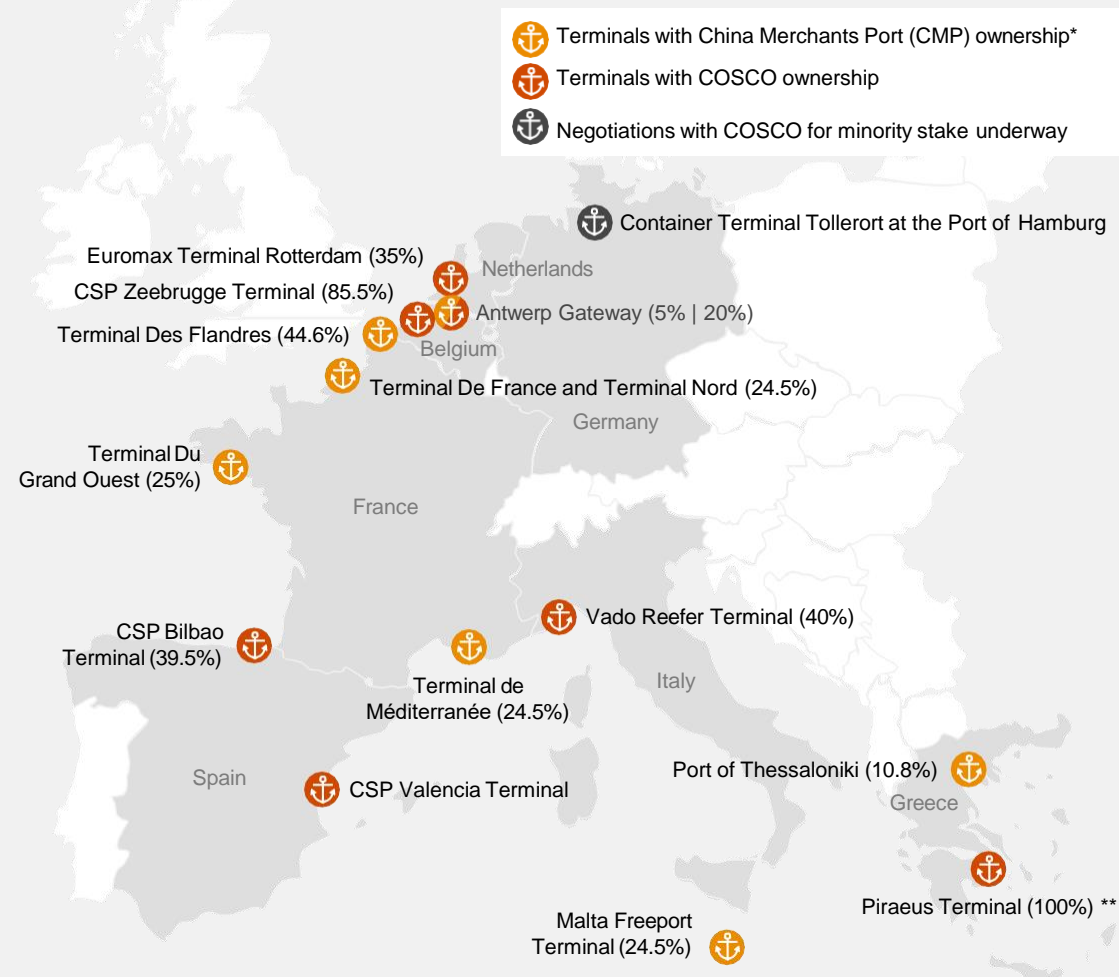 Terminals with China Merchants Port (CMP) ownership*
Terminals with COSCO ownership
Negotiations with COSCO for minority stake underway
Container Terminal Tollerort at the Port of Hamburg
Euromax Terminal Rotterdam (35%)
Netherlands
CSP Zeebrugge Terminal (85.5%)
Antwerp Gateway (5% | 20%)
Terminal Des Flandres (44.6%)
Belgium
Terminal De France and Terminal Nord (24.5%)
Germany
Terminal Du
Grand Ouest (25%)
France
Vado Reefer Terminal (40%)
CSP Bilbao
Terminal (39.5%)
Italy
Terminal de
Méditerranée (24.5%)
Port of Thessaloniki (10.8%)
Spain
CSP Valencia Terminal
Greece
Piraeus Terminal (100%) **
Malta Freeport
Terminal (24.5%)